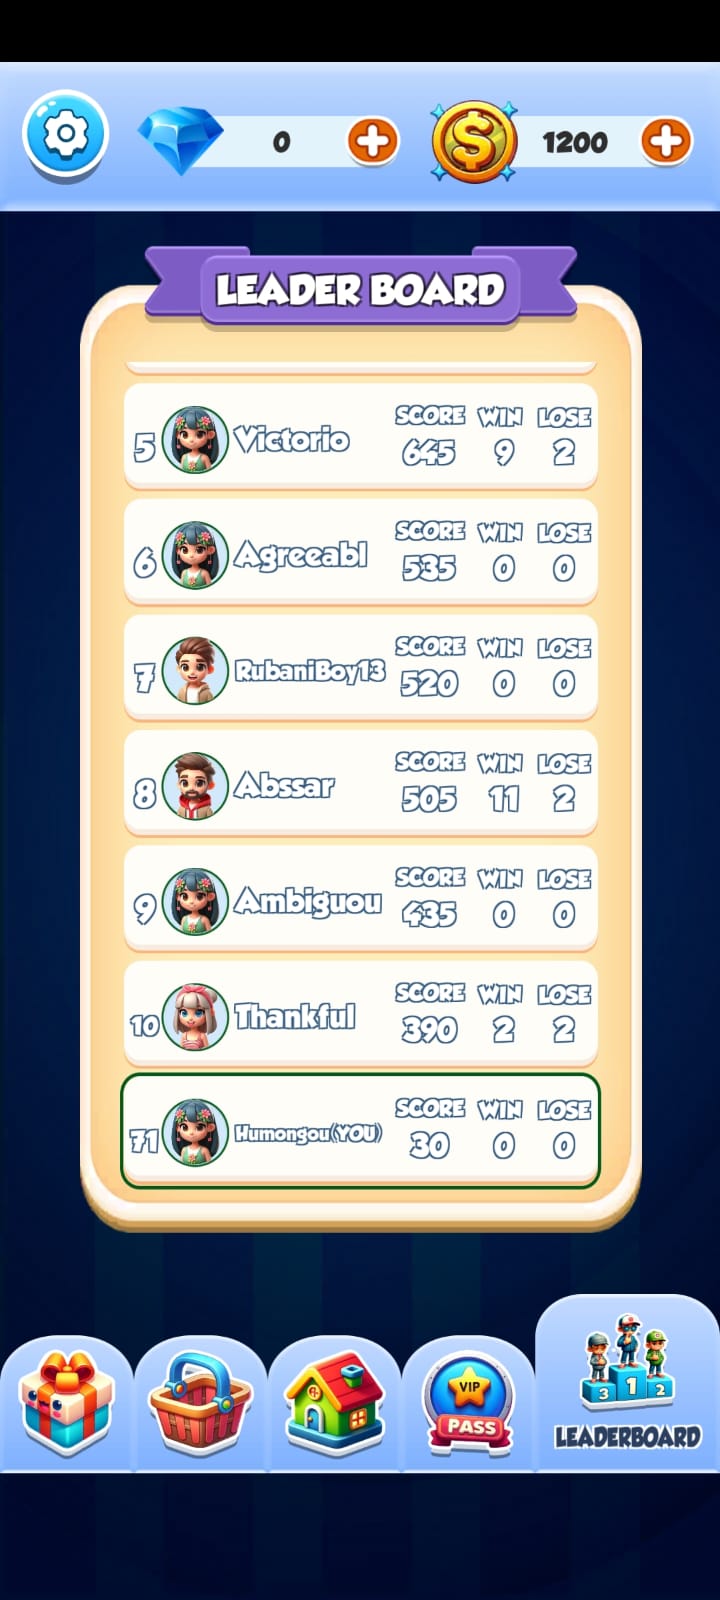 0
1200
LEADER BOARD
5 Victorio SCORE 645 WIN 9 LOSE 2
6 Agreeabl SCORE 535 WIN 0 LOSE 0
7 RubaniBoy13 SCORE 520 WIN 0 LOSE 0
8 Abssar SCORE 505 WIN 11 LOSE 2
9 Ambiguou SCORE 435 WIN 0 LOSE 0
10 Thankful SCORE 390 WIN 2 LOSE 2
71 Humongou(YOU) SCORE 30 WIN 0 LOSE 0
VIP
PASS
3 1 2
LEADERBOARD